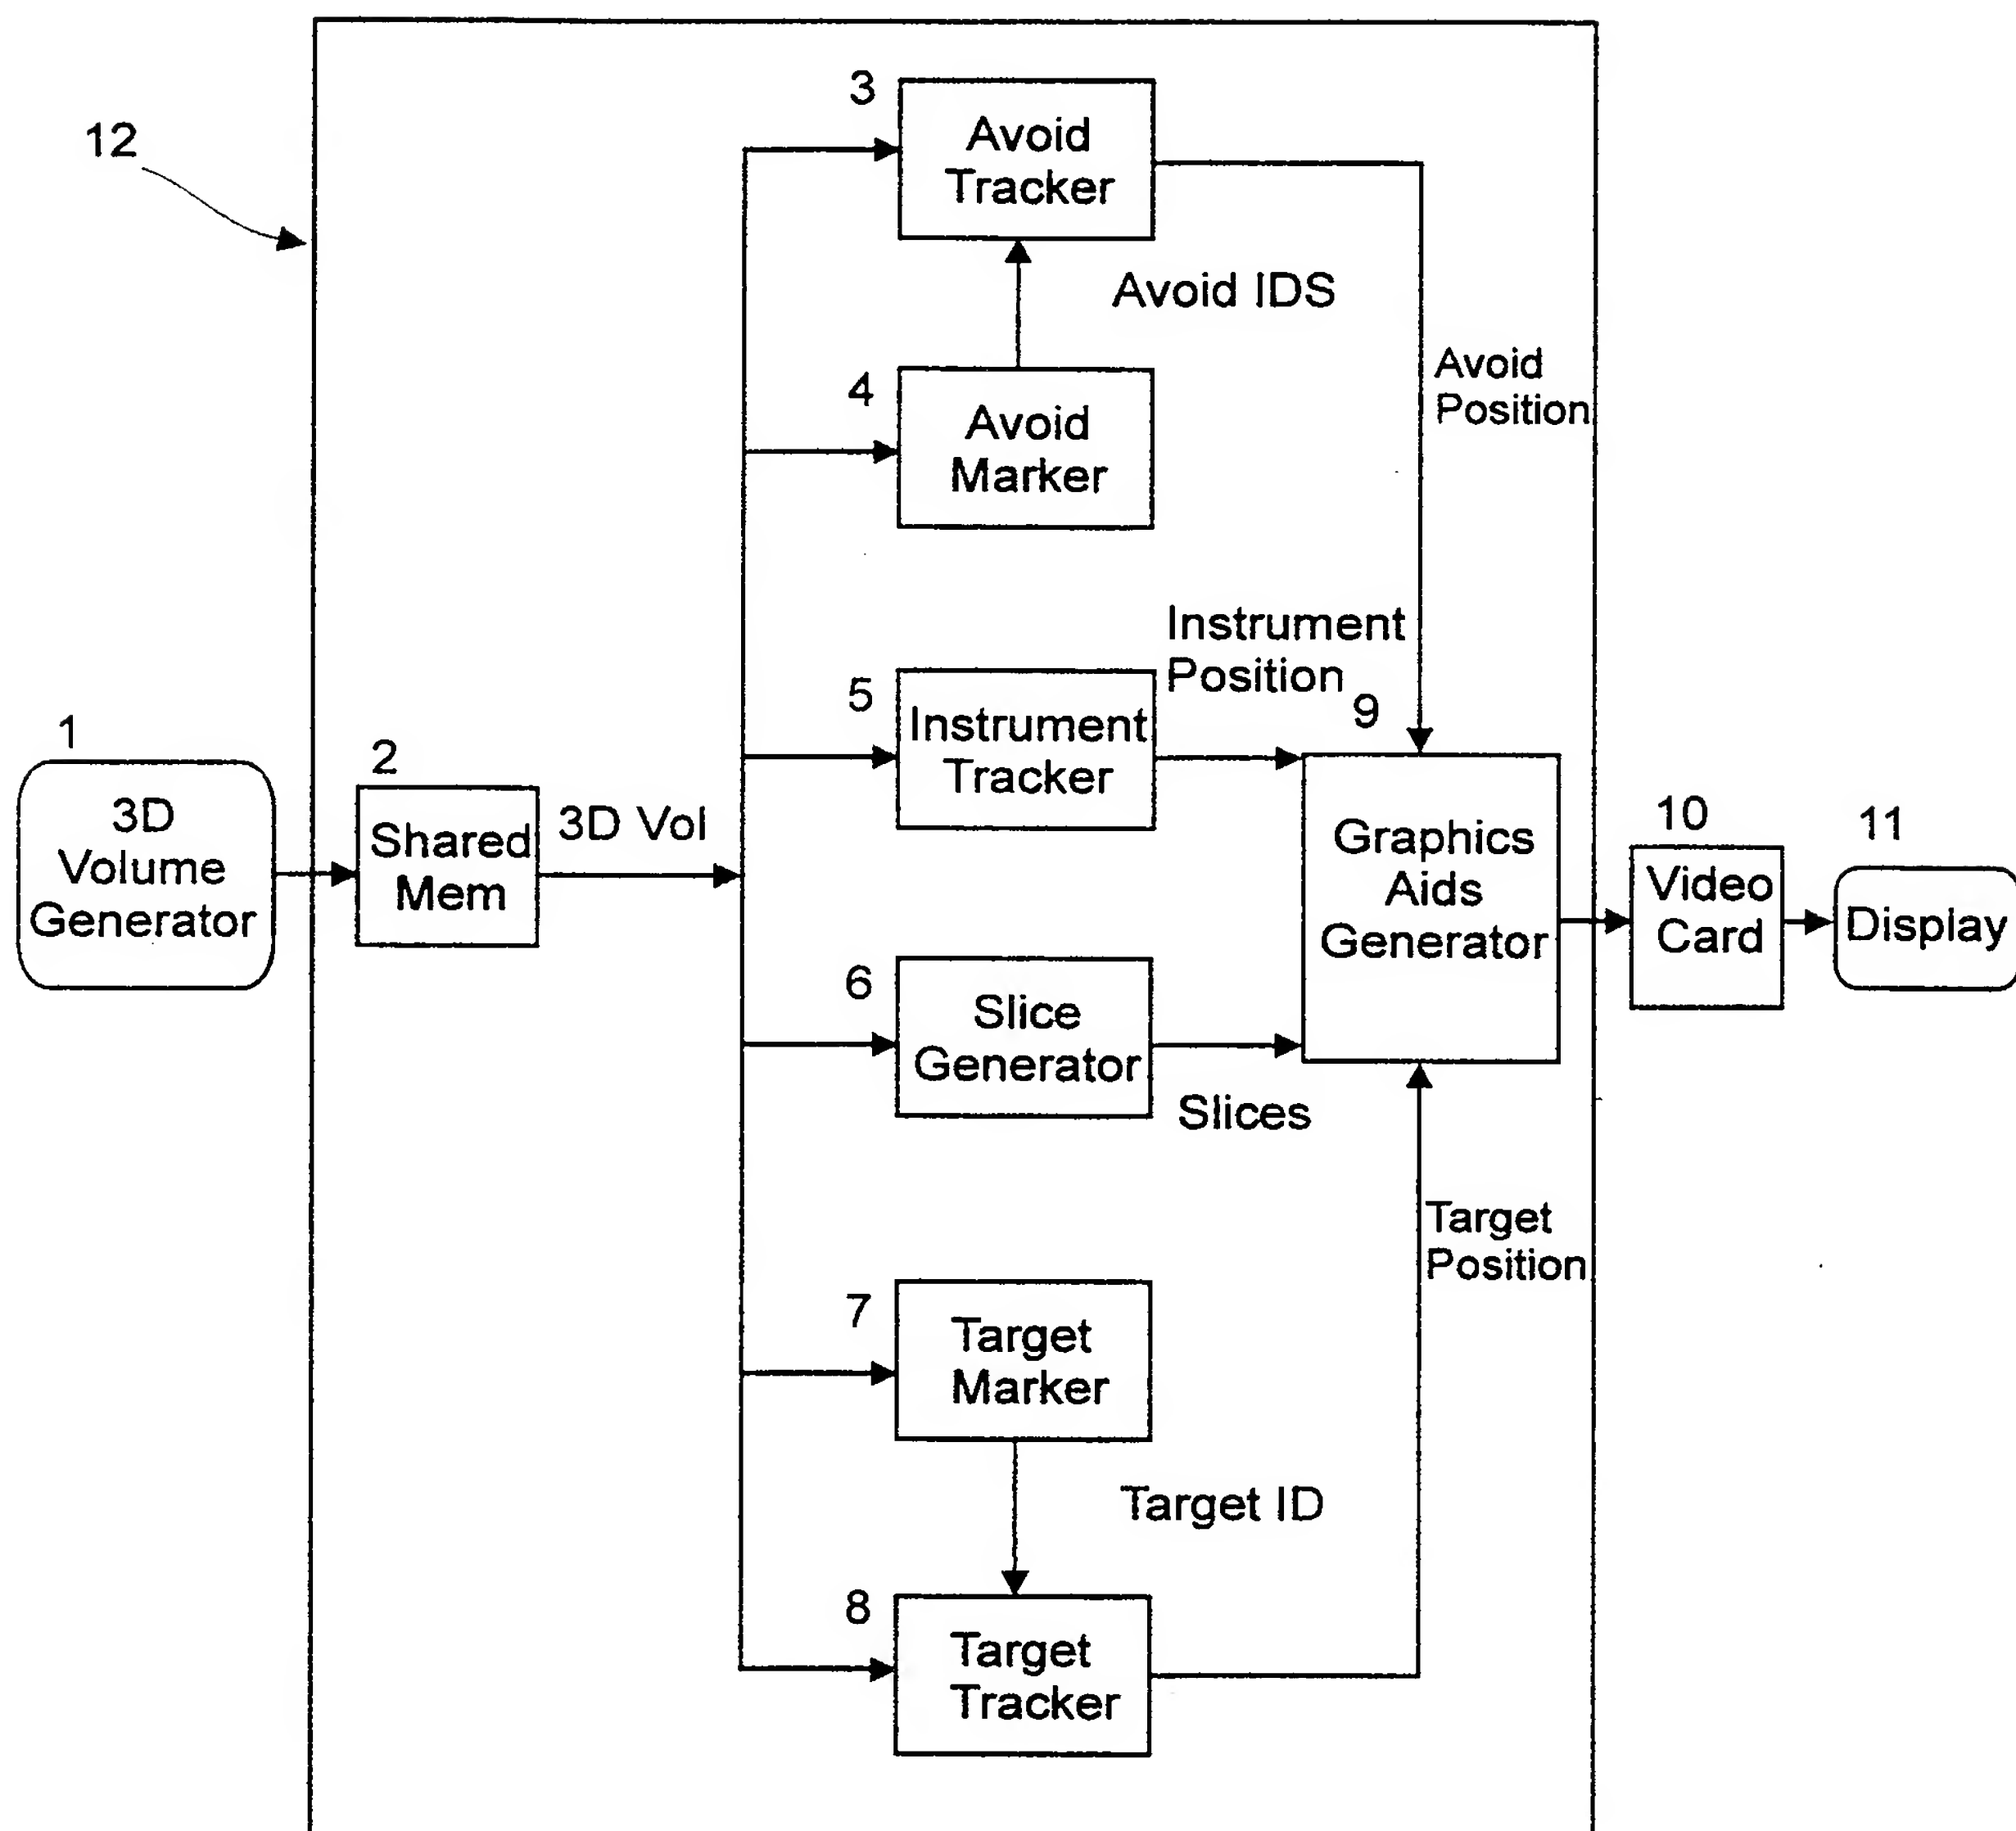 12
3
Avoid
Tracker
Avoid IDS
4
Avoid
Marker
Avoid
Position
Instrument
Position
5
Instrument
Tracker
9
1
3D
Volume
Generator
2
Shared
Mem
3D Vol
Graphics
Aids
Generator
10
Video
Card
11
Display
6
Slice
Generator
Slices
Target
Position
7
Target
Marker
Target ID
8
Target
Tracker